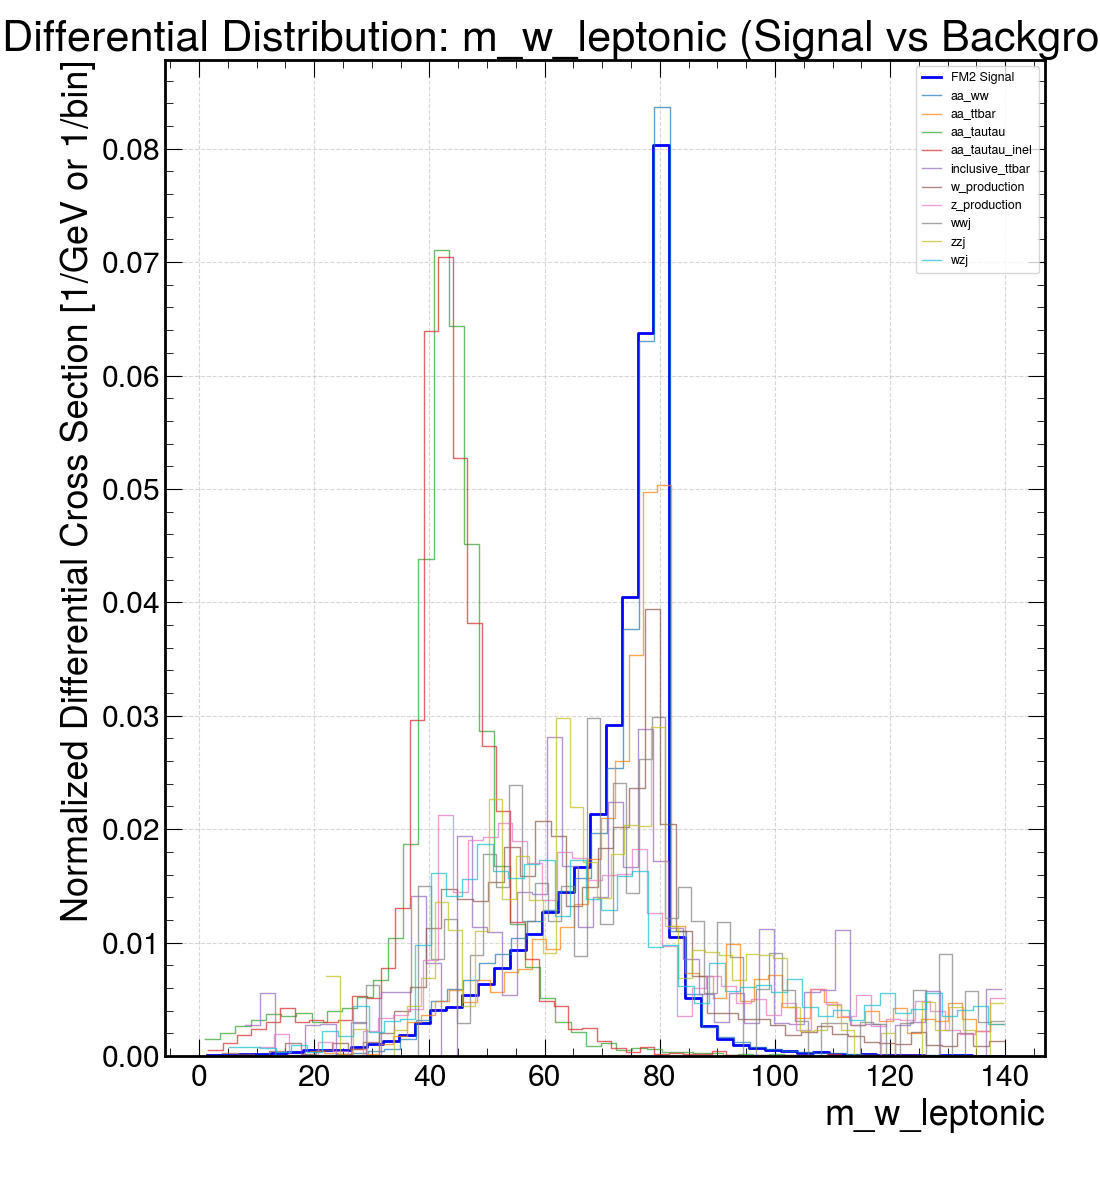 Differential Distribution: m_w_leptonic (Signal vs Backgro
Normalized Differential Cross Section [1/GeV or 1/bin]
0.08
0.07
0.06
0.05
0.04
0.03
0.02
0.01
0.00
0 20 40 60 80 100 120 140
m_w_leptonic
FM2 Signal
aa_ww
aa_ttbar
aa_tautau
aa_tautau_inel
inclusive_ttbar
w_production
z_production
wwj
zzj
wzj